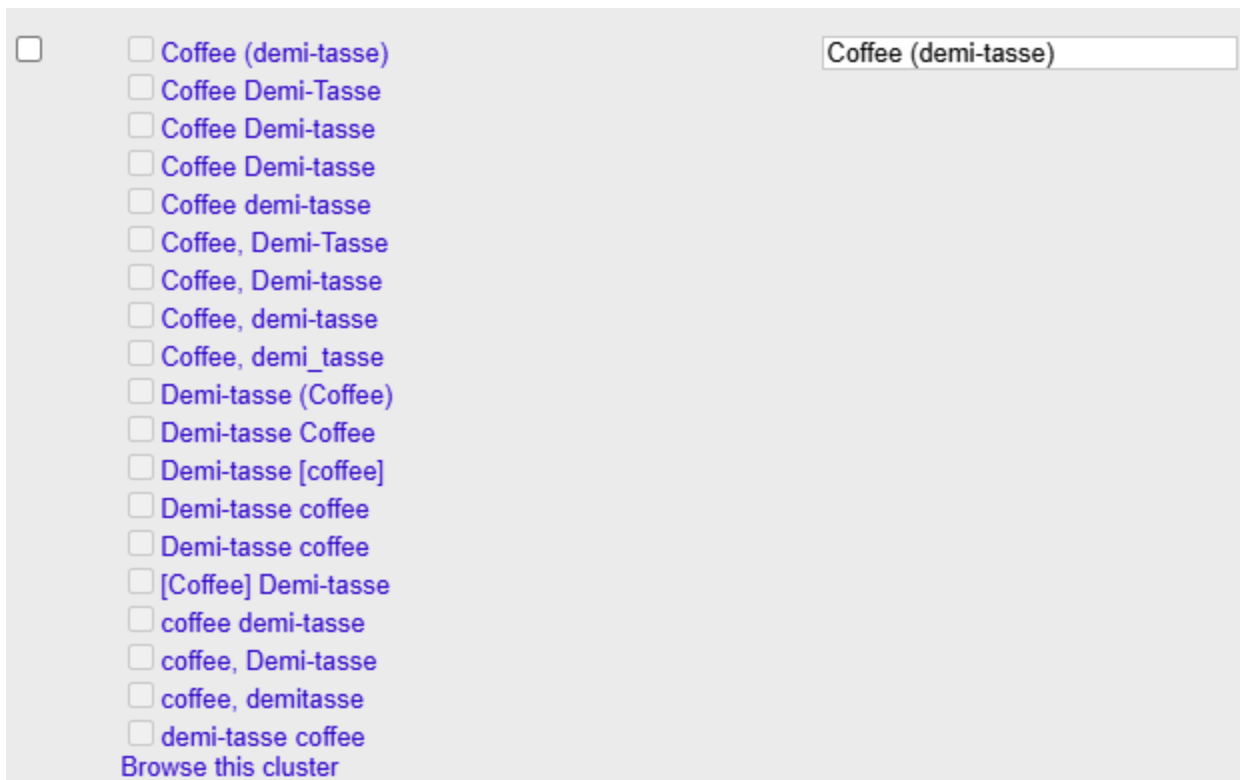 Coffee (demi-tasse) Coffee (demi-tasse)
Coffee Demi-Tasse
Coffee Demi-tasse
Coffee Demi-tasse
Coffee demi-tasse
Coffee, Demi-Tasse
Coffee, Demi-tasse
Coffee, demi-tasse
Coffee, demi_tasse
Demi-tasse (Coffee)
Demi-tasse Coffee
Demi-tasse [coffee]
Demi-tasse coffee
Demi-tasse coffee
[Coffee] Demi-tasse
coffee demi-tasse
coffee, Demi-tasse
coffee, demitasse
demi-tasse coffee
Browse this cluster